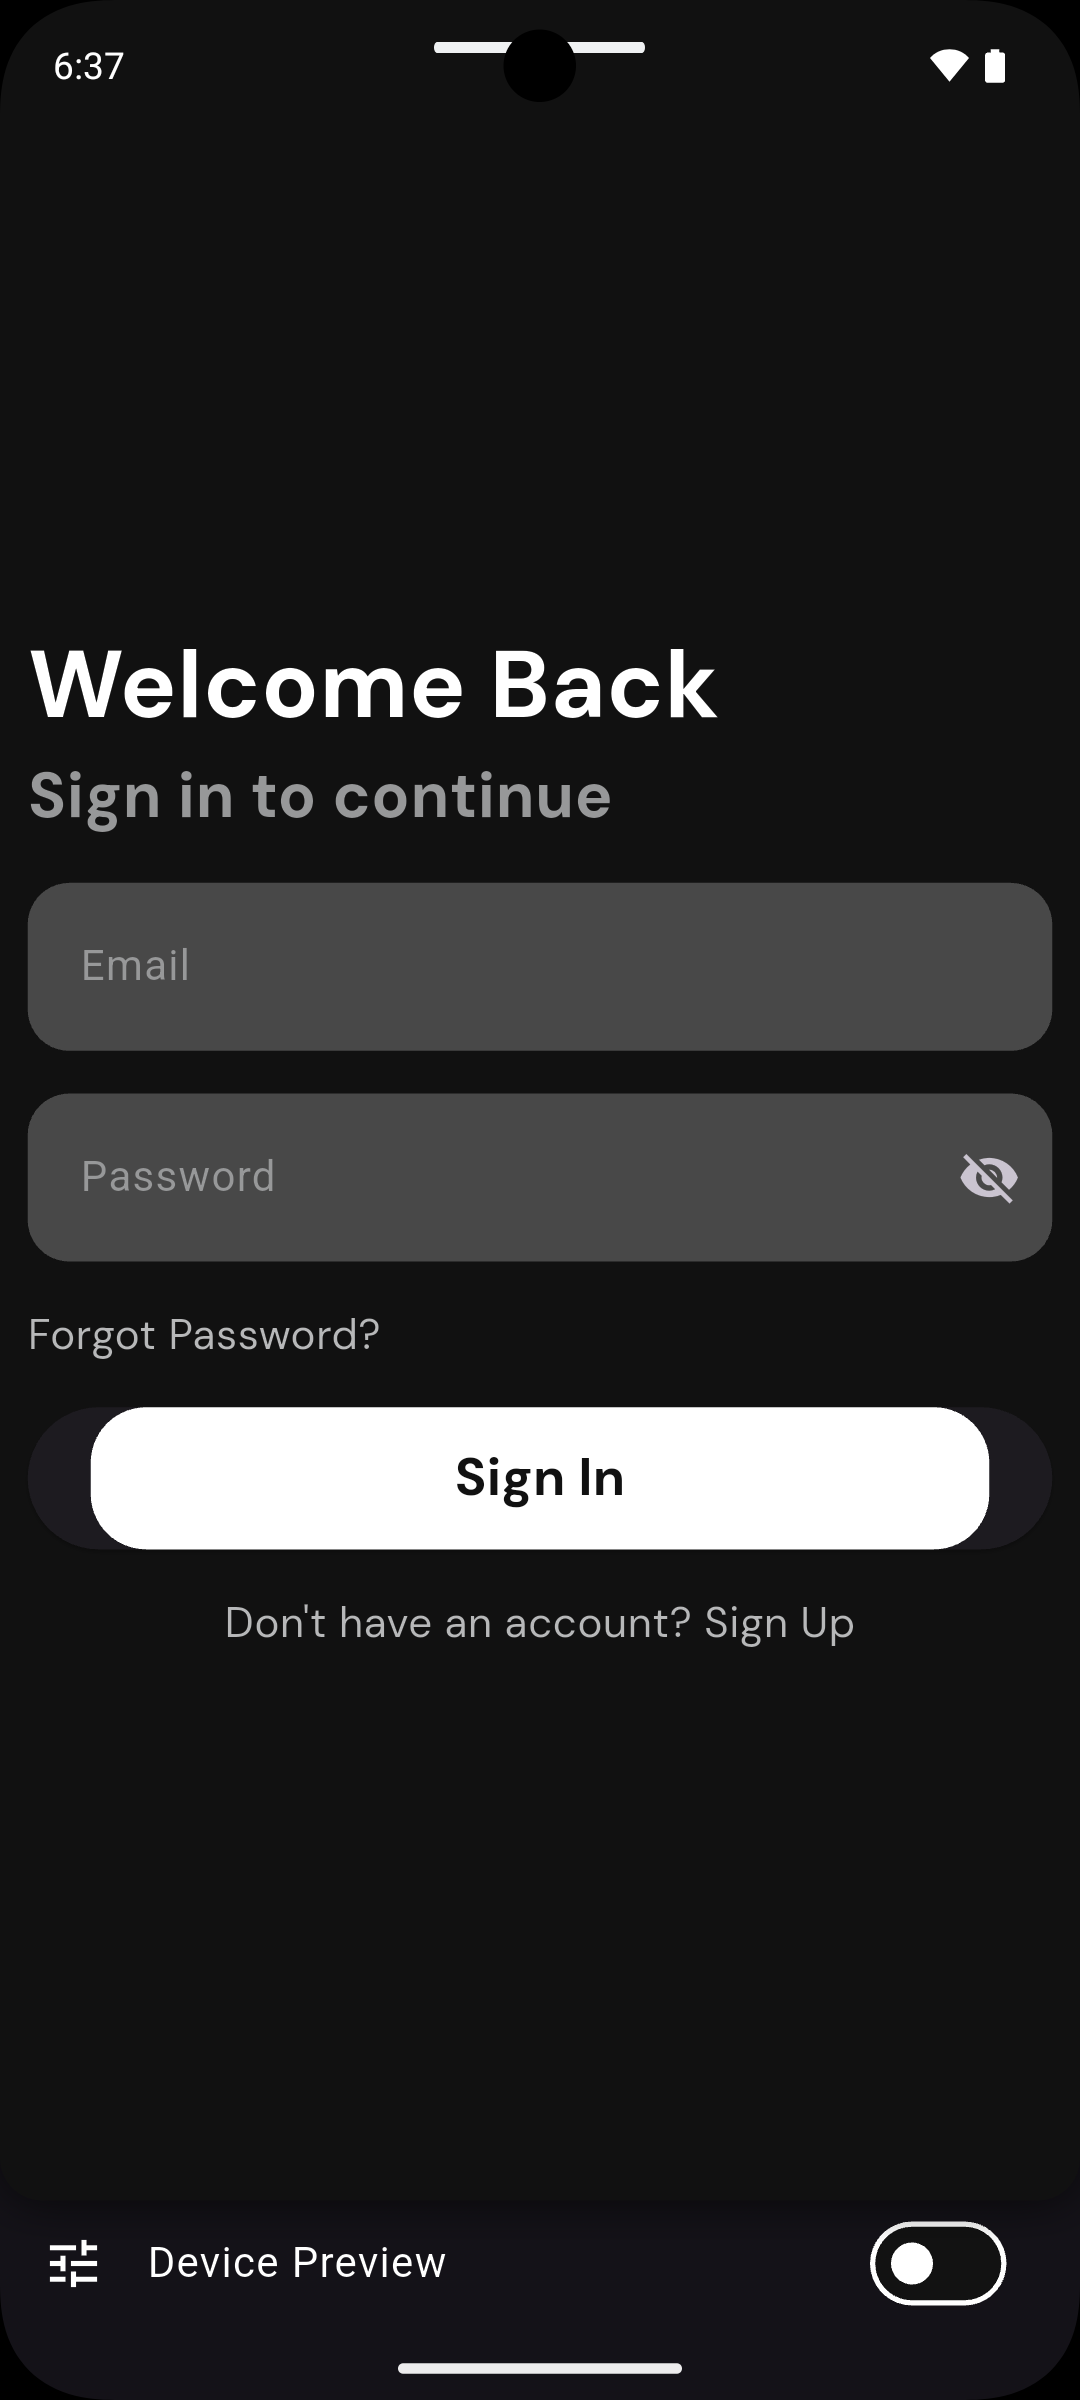 6:37
Welcome Back
Sign in to continue
Email
Password
Forgot Password?
Sign In
Don't have an account? Sign Up
Device Preview